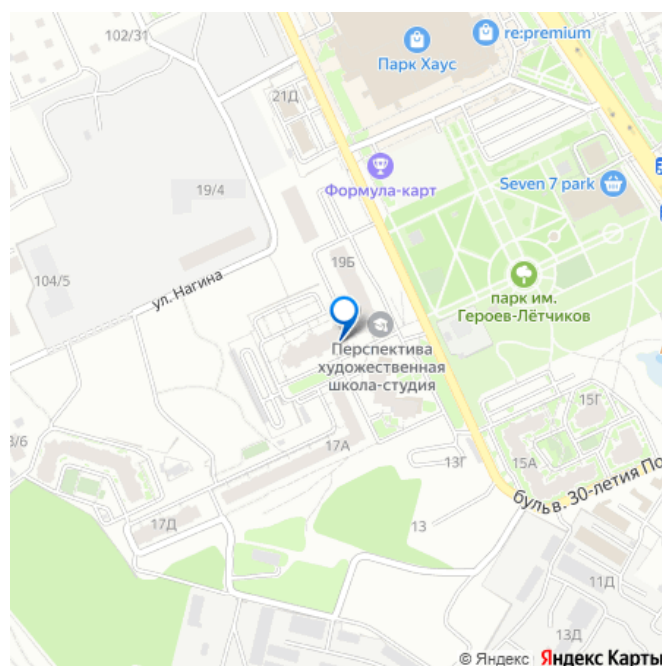 102/31
re:premium
Парк Хаус
21Д
Формула-карт
Seven 7 park
19/4
ул. Нагина
104/5
19Б
парк им.
Героев-Лётчиков
Перспектива
художественная
школа-студия
15Г
17А
13Г
15А
бульв. 30-летия По
17Д
13
11Д
13Д
© Яндекс
Яндекс Карты